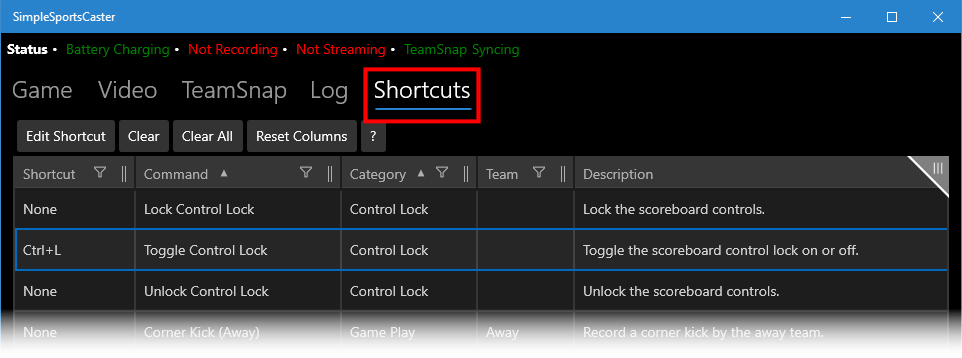 SimpleSportsCaster
Status • Battery Charging • Not Recording • Not Streaming • TeamSnap Syncing
Game Video TeamSnap Log Shortcuts
Edit Shortcut Clear Clear All Reset Columns ?
Shortcut Command Category Team Description
None Lock Control Lock Control Lock Lock the scoreboard controls.
Ctrl+L Toggle Control Lock Control Lock Toggle the scoreboard control lock on or off.
None Unlock Control Lock Control Lock Unlock the scoreboard controls.
None Corner Kick (Away) Game Play Away Record a corner kick by the away team.